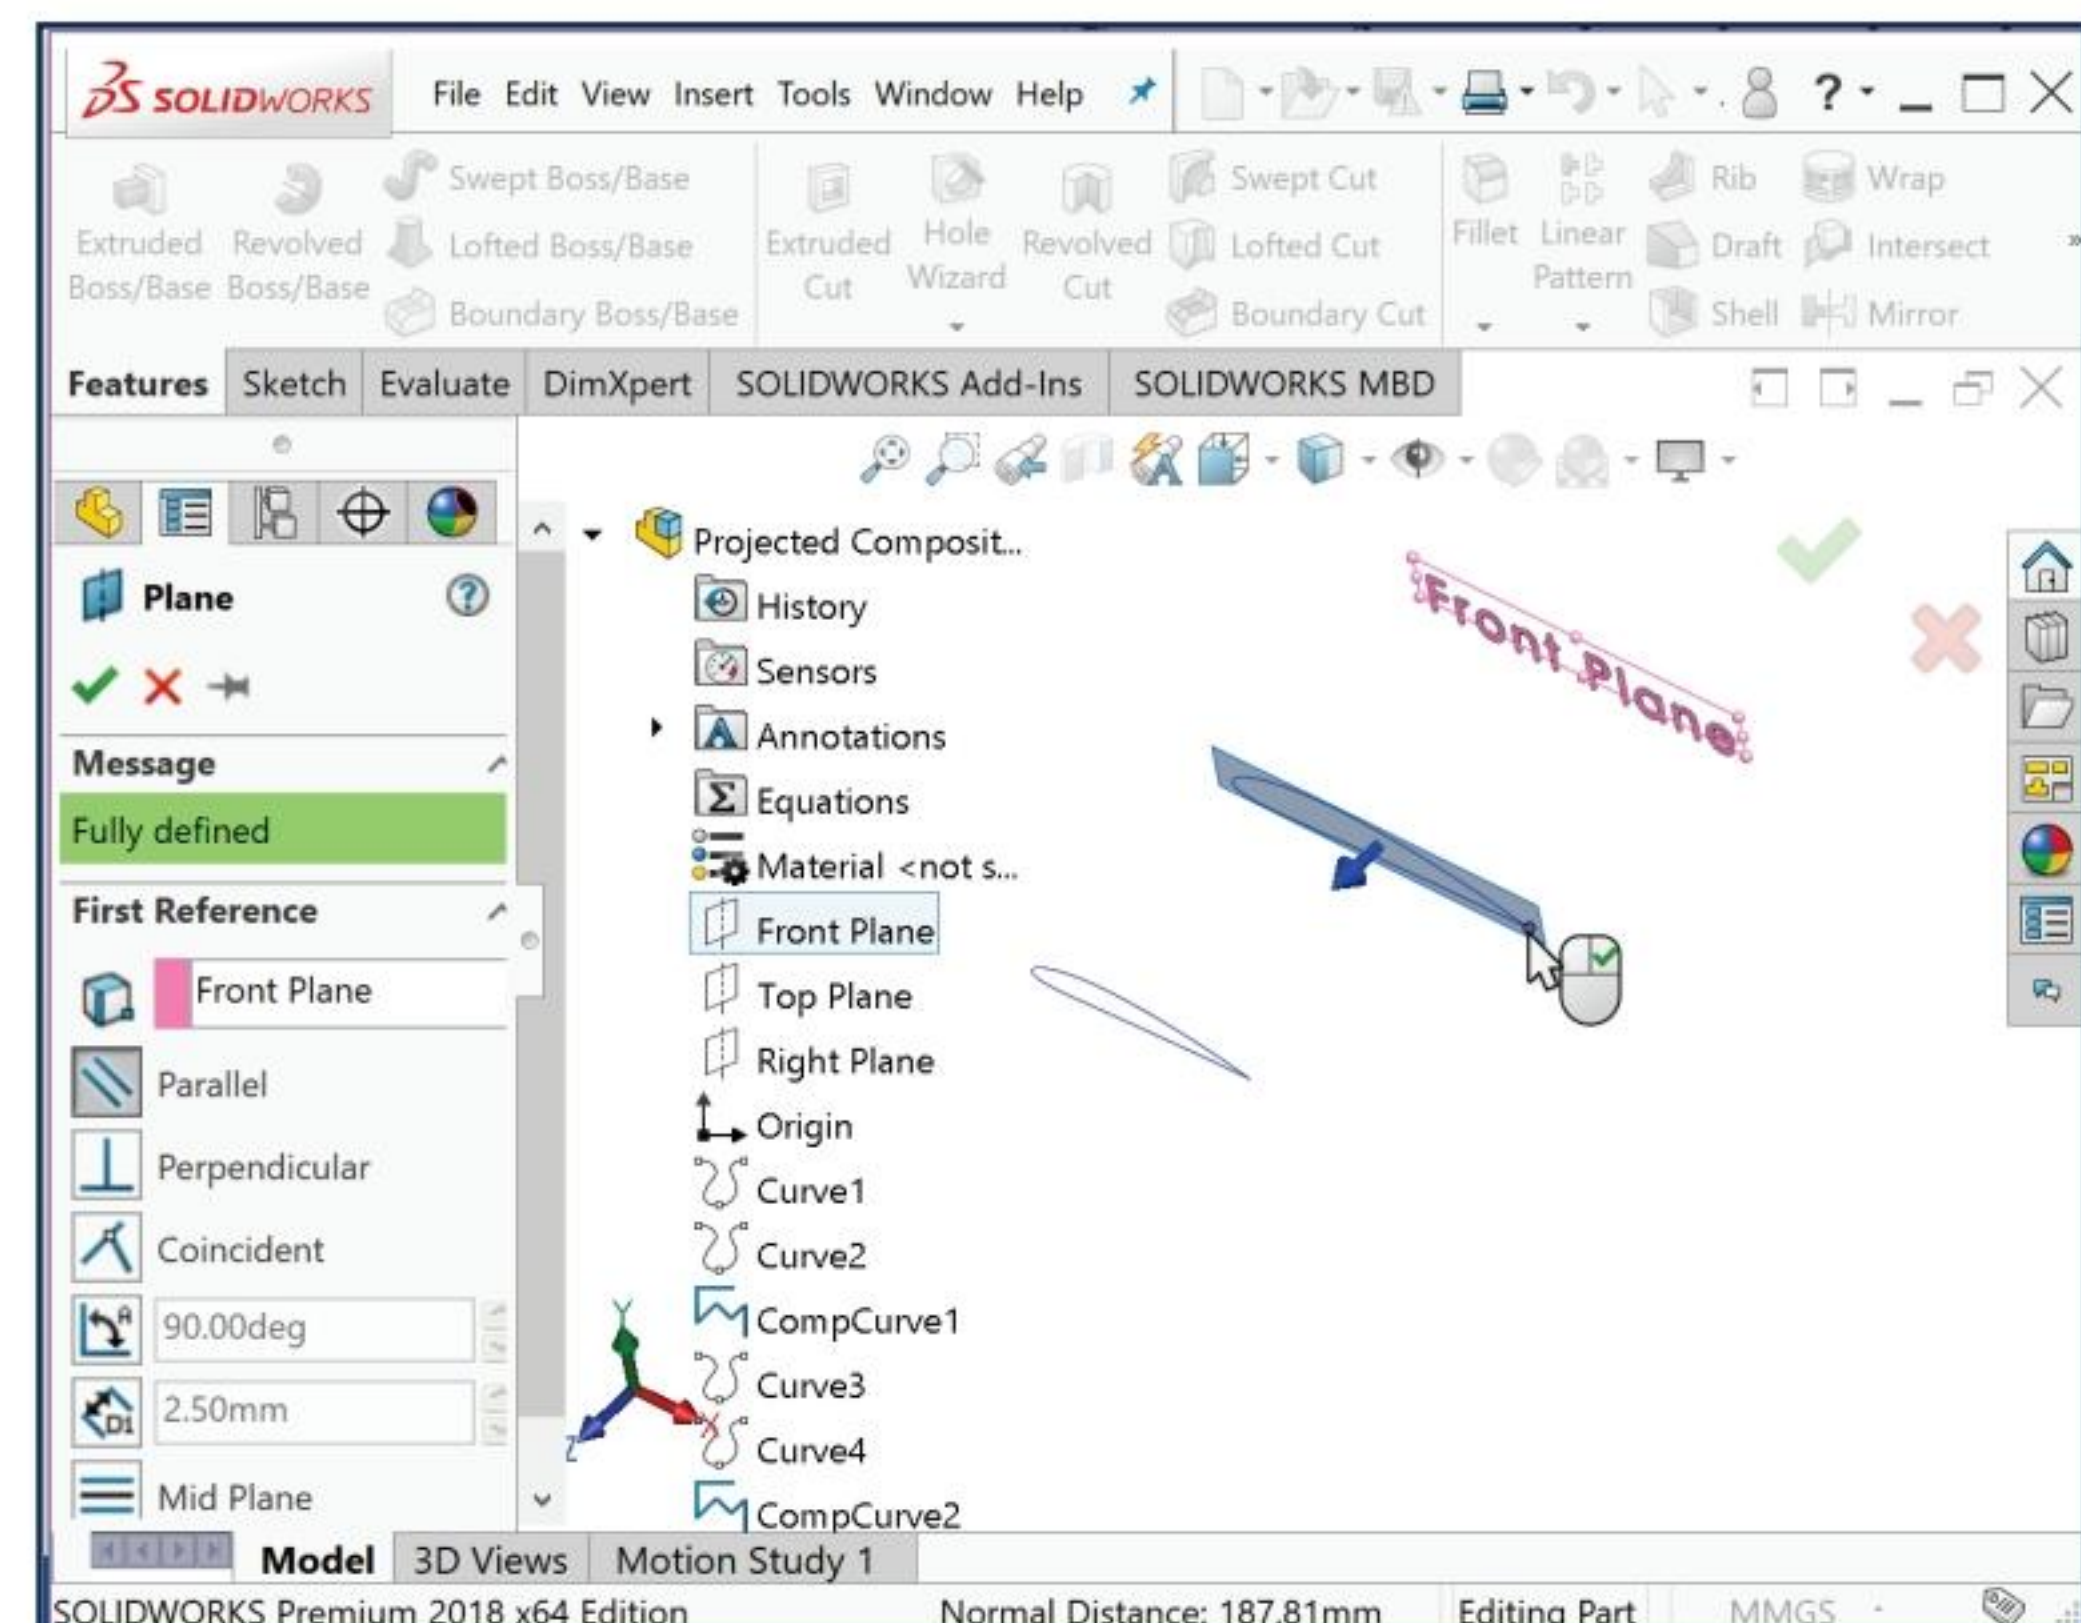 SOLIDWORKS File Edit View Insert Tools Window Help ?
Extruded Boss/Base
Revolved Boss/Base
Swept Boss/Base
Lofted Boss/Base
Boundary Boss/Base
Extruded Cut
Hole Wizard
Revolved Cut
Swept Cut
Lofted Cut
Boundary Cut
Fillet
Linear Pattern
Rib
Draft
Shell
Wrap
Intersect
Mirror
Features Sketch Evaluate DimXpert SOLIDWORKS Add-Ins SOLIDWORKS MBD
Plane
Message
Fully defined
First Reference
Front Plane
Parallel
Perpendicular
Coincident
90.00deg
2.50mm
Mid Plane
Projected Composit...
History
Sensors
Annotations
Equations
Material <not s...
Front Plane
Top Plane
Right Plane
Origin
Curve1
Curve2
CompCurve1
Curve3
Curve4
CompCurve2
Front Plane
Y
X
Z
Model 3D Views Motion Study 1
SOLIDWORKS Premium 2018 x64 Edition Normal Distance: 187.81mm Editing Part MMGS